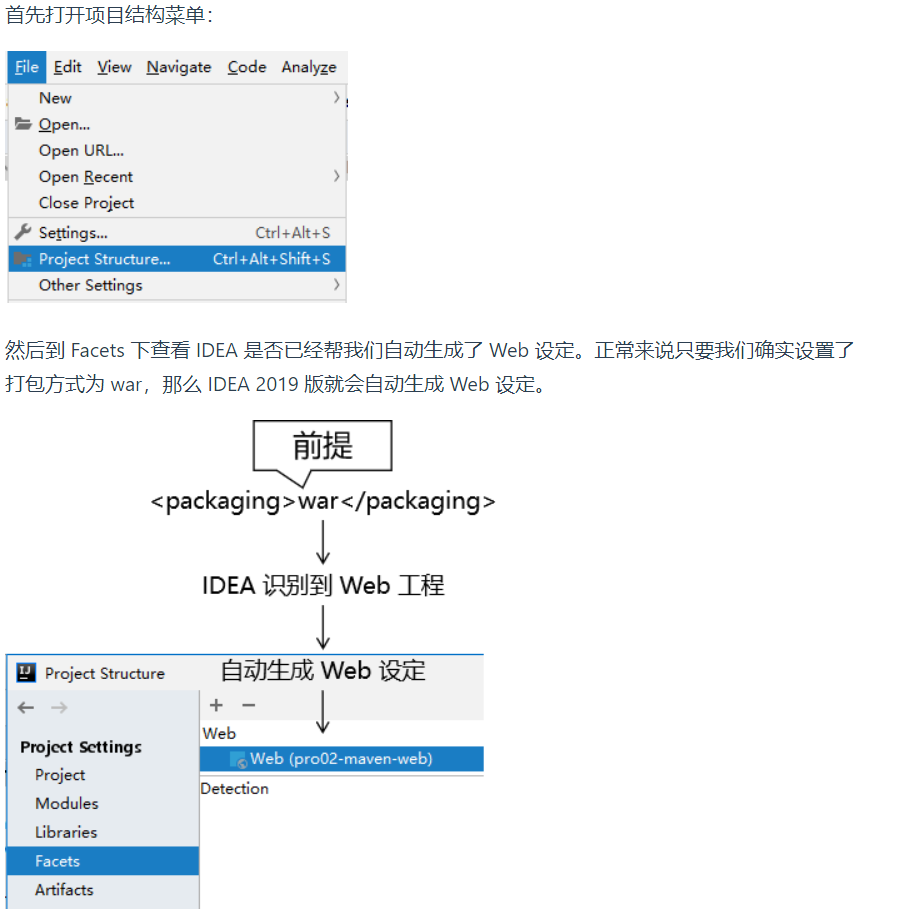 首先打开项目结构菜单：
File Edit View Navigate Code Analyze
New
Open...
Open URL...
Open Recent
Close Project
Settings... Ctrl+Alt+S
Project Structure... Ctrl+Alt+Shift+S
Other Settings
然后到 Facets 下查看 IDEA 是否已经帮我们自动生成了 Web 设定。正常来说只要我们确实设置了
打包方式为 war，那么 IDEA 2019 版就会自动生成 Web 设定。
前提
<packaging>war</packaging>
IDEA 识别到 Web 工程
自动生成 Web 设定
Project Structure
Project Settings
Project
Modules
Libraries
Facets
Artifacts
Web
Web (pro02-maven-web)
Detection